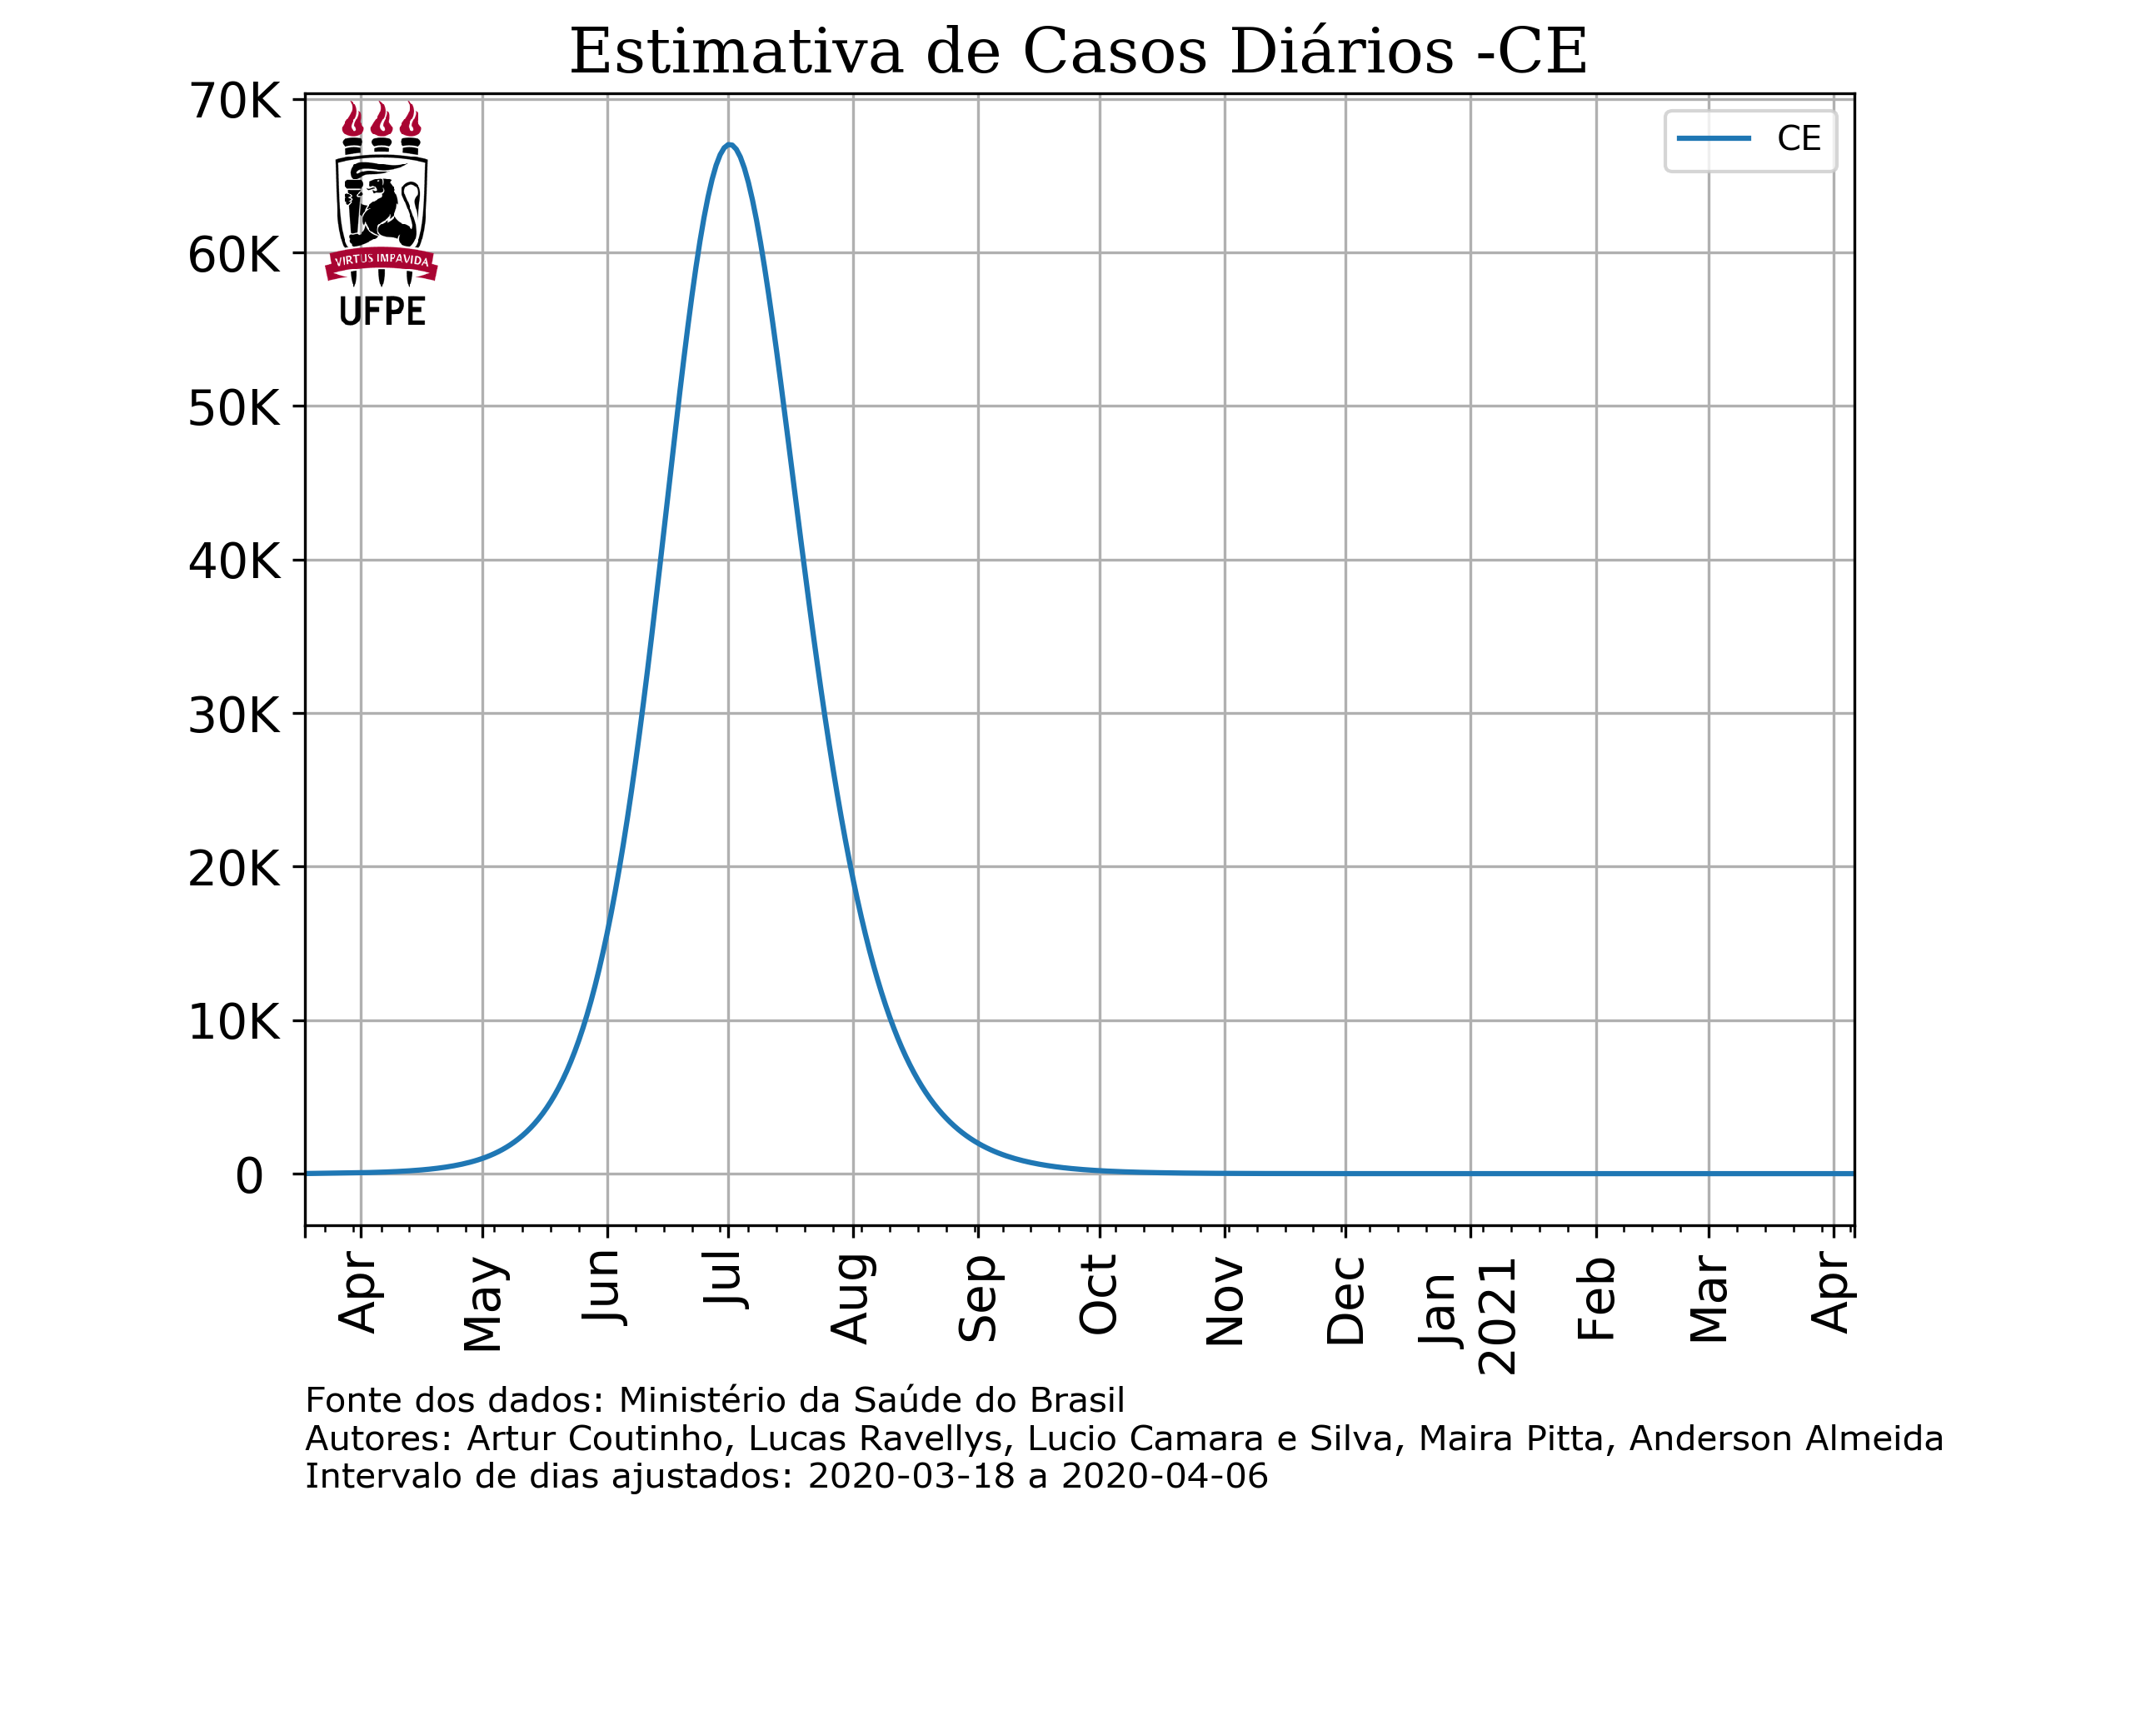 Estimativa de Casos Diários -CE
70K
60K
50K
40K
30K
20K
10K
0
CE
VIRTUS IMPAVIDA
UFPE
Apr
May
Jun
Jul
Aug
Sep
Oct
Nov
Dec
Jan
2021
Feb
Mar
Apr
Fonte dos dados: Ministério da Saúde do Brasil
Autores: Artur Coutinho, Lucas Ravellys, Lucio Camara e Silva, Maira Pitta, Anderson Almeida
Intervalo de dias ajustados: 2020-03-18 a 2020-04-06